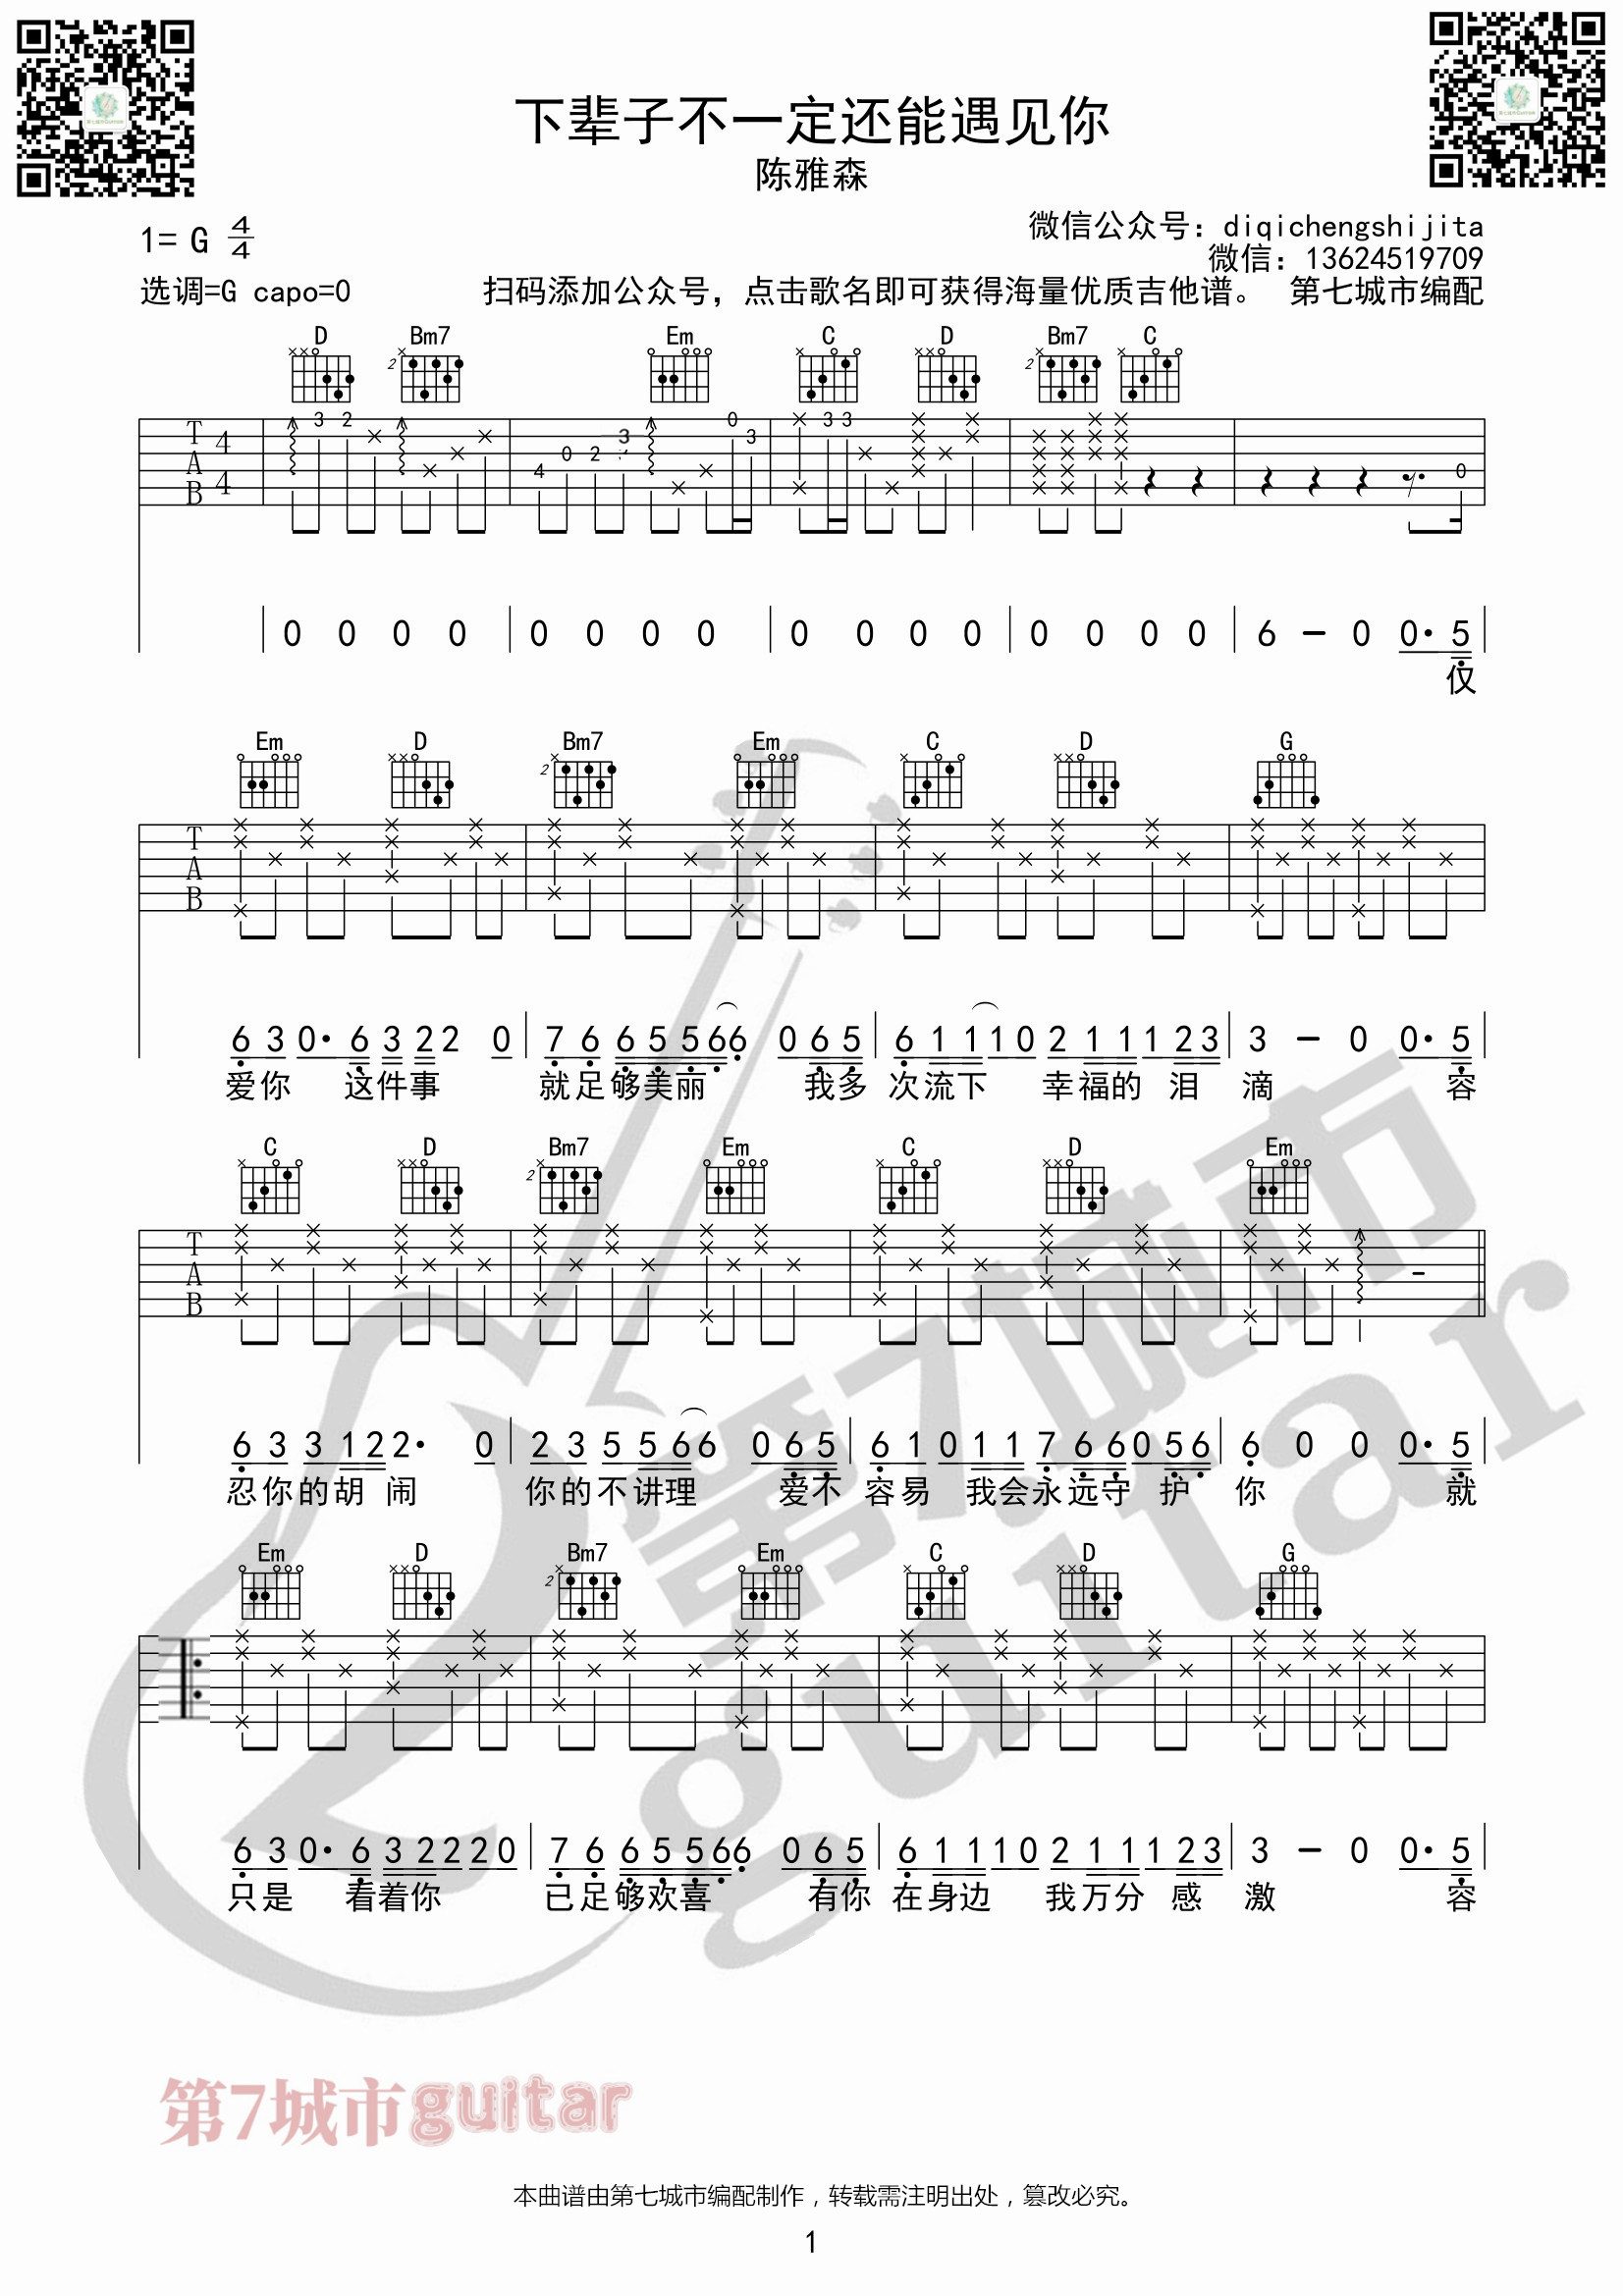 下辈子不一定还能遇见你
陈雅森
1= G 4/4
微信公众号：diqichengshijita
微信：13624519709
选调=G capo=0 扫码添加公众号，点击歌名即可获得海量优质吉他谱。 第七城市编配
D Bm7 Em C D Bm7 C
3 2 4 0 2 3 0 3 3 3 0
T A B 4 4
0 0 0 0 0 0 0 0 0 0 0 0 0 0 0 0 6 - 0 0· 5
仅
Em D Bm7 Em C D G
T A B
6 3 0· 6 3 2 2 0 7 6 6 5 5 6 6 0 6 5 6 1 1 1 0 2 1 1 1 2 3 3 - 0 0· 5
爱你 这件事 就足够美丽 我多 次流下 幸福的 泪 滴 容
C D Bm7 Em C D Em
T A B
6 3 3 1 2 2· 0 2 3 5 5 6 6 0 6 5 6 1 0 1 1 7 6 6 0 5 6 6 0 0 0· 5
忍你的胡 闹 你的不讲理 爱不 容易 我会永远守 护 你 就
Em D Bm7 Em C D G
6 3 0· 6 3 2 2 2 0 7 6 6 5 5 6 6· 0 6 5 6 1 1 1 0 2 1 1 1 2 3 3 - 0 0· 5
只是 看着你 已足够欢喜 有你 在身边 我万分 感 激 容
第7城市guitar
第7城市guitar
本曲谱由第七城市编配制作，转载需注明出处，篡改必究。
1